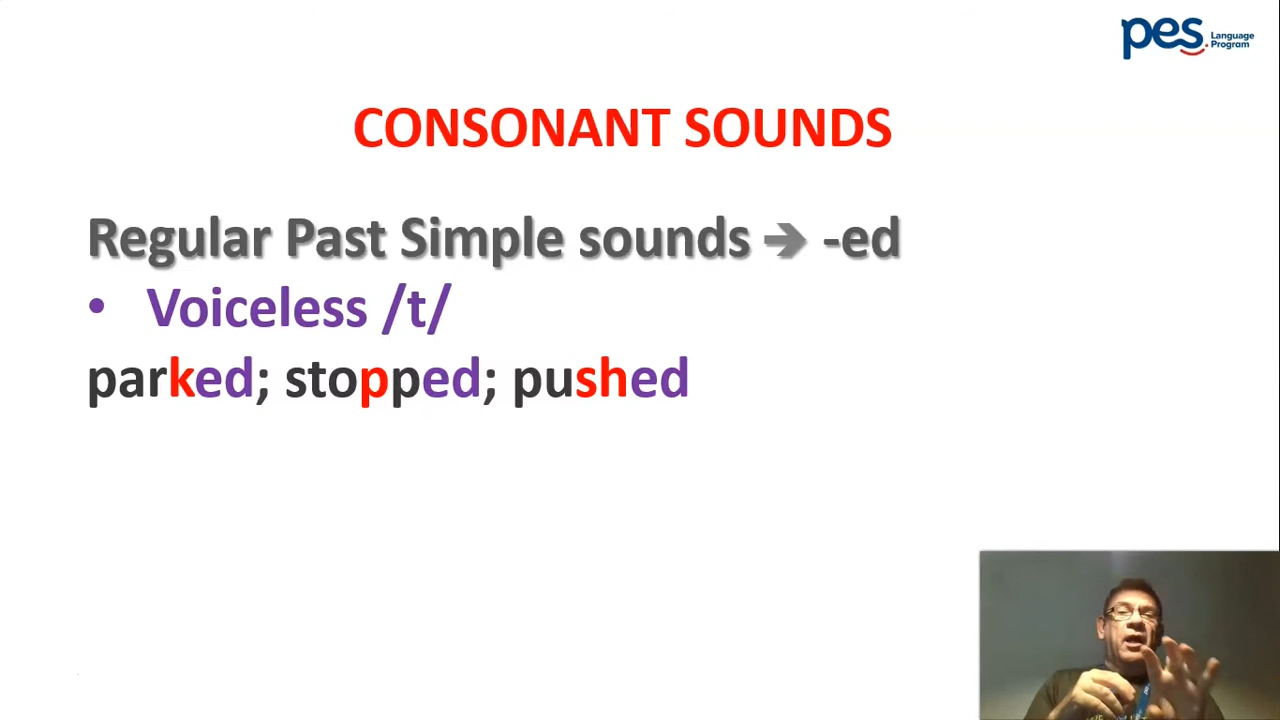 pes. Language
Program
CONSONANT SOUNDS
Regular Past Simple sounds ➔ -ed
• Voiceless /t/
parked; stopped; pushed